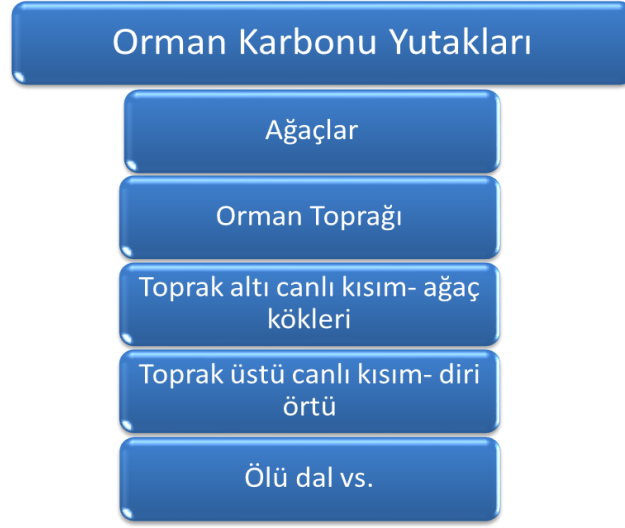 Orman Karbonu Yutakları
Ağaçlar
Orman Toprağı
Toprak altı canlı kısım- ağaç
kökleri
Toprak üstü canlı kısım- diri
örtü
Ölü dal vs.